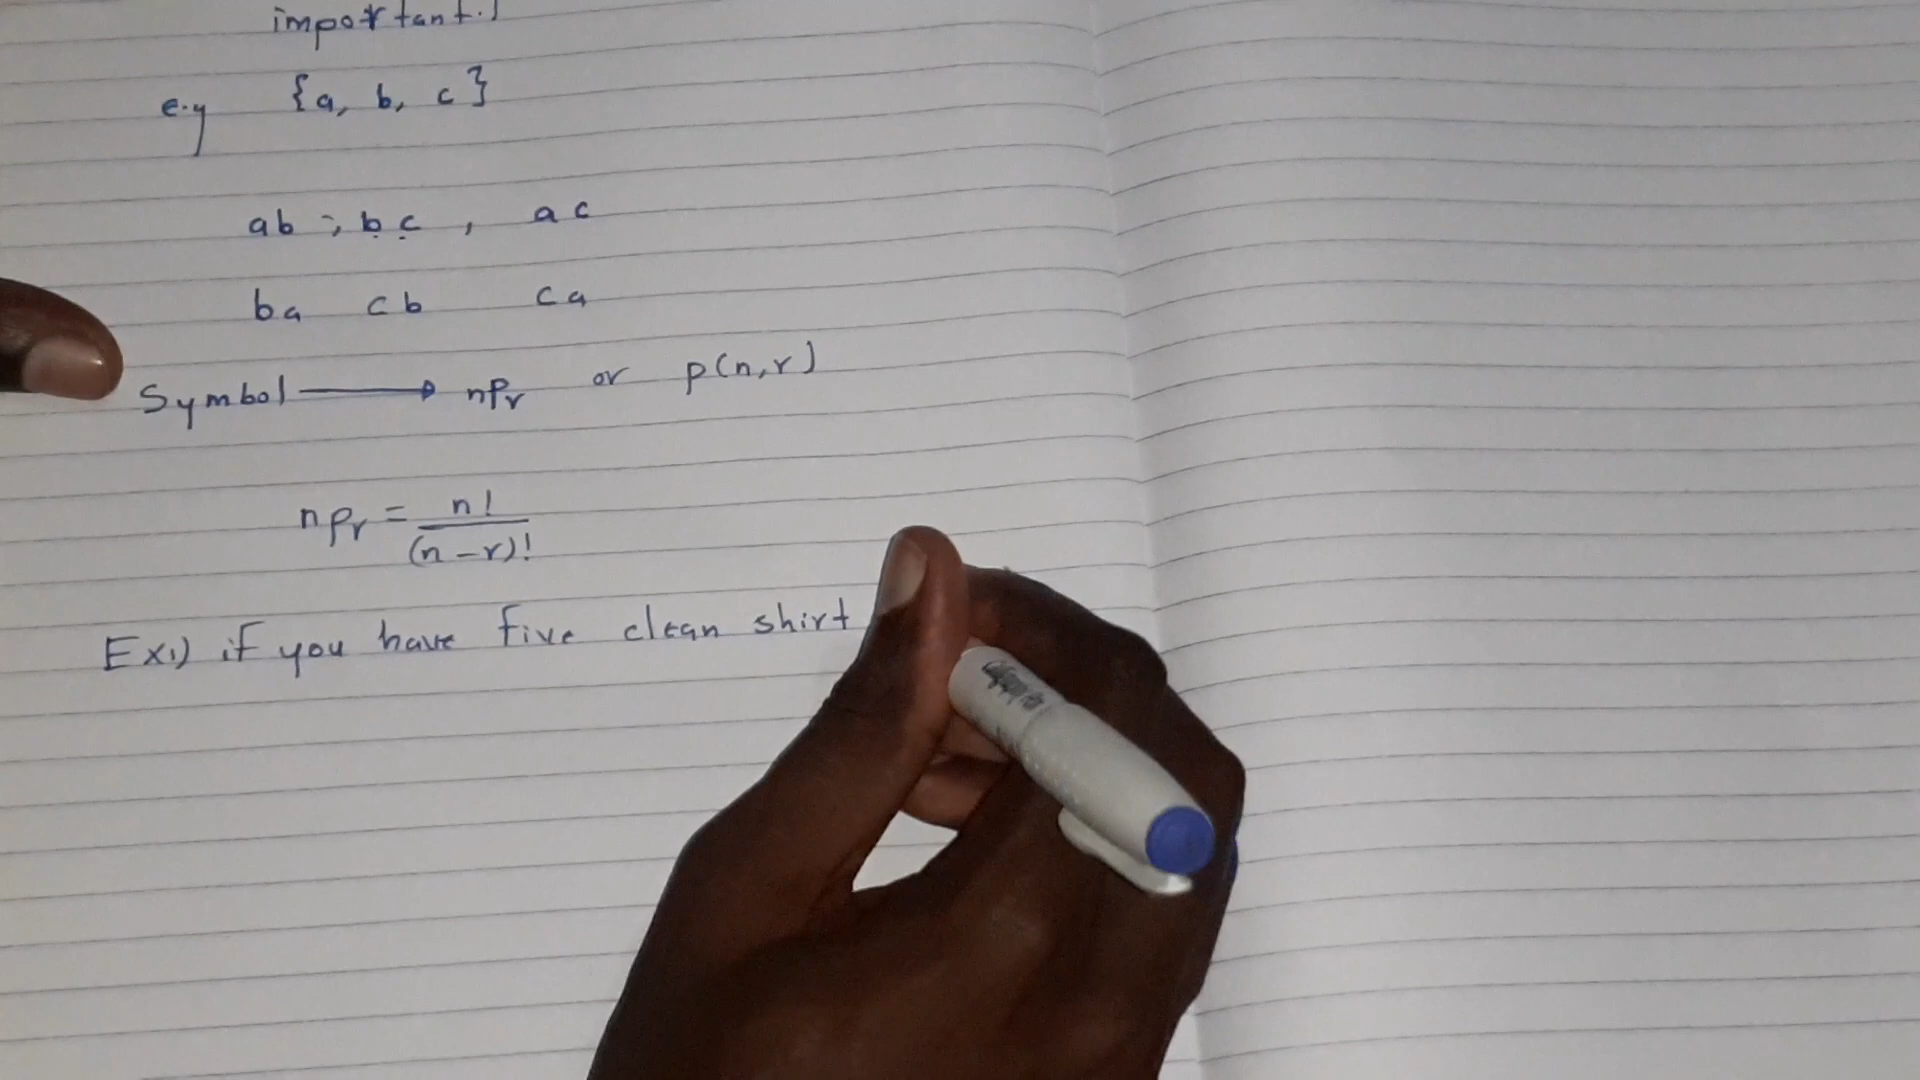 important.)
e.g {a, b, c}
ab ; bc , ac
ba cb ca
Symbol → nPr or p(n,r)
nPr = n!
(n-r)!
Ex1) if you have five clean shirt